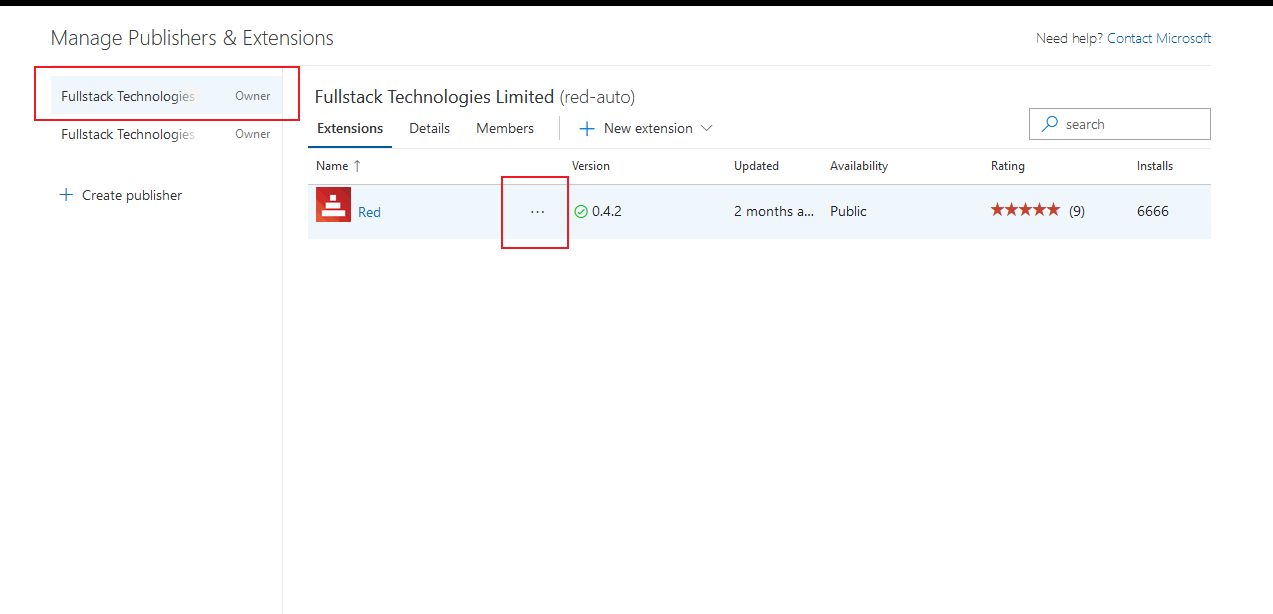 Manage Publishers & Extensions
Need help? Contact Microsoft
Fullstack Technologies Owner
Fullstack Technologies Owner
+ Create publisher
Fullstack Technologies Limited (red-auto)
Extensions Details Members + New extension
search
Name ↑ Version Updated Availability Rating Installs
Red ... 0.4.2 2 months a... Public ★★★★★ (9) 6666